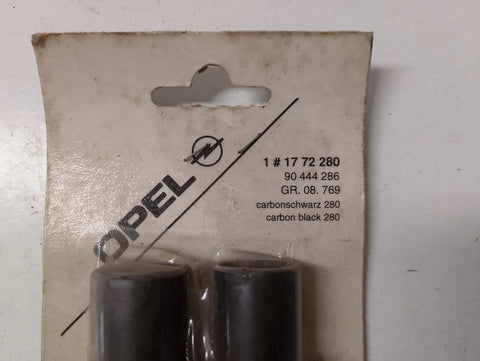 OPEL
1 # 17 72 280
90 444 286
GR. 08. 769
carbonschwarz 280
carbon black 280